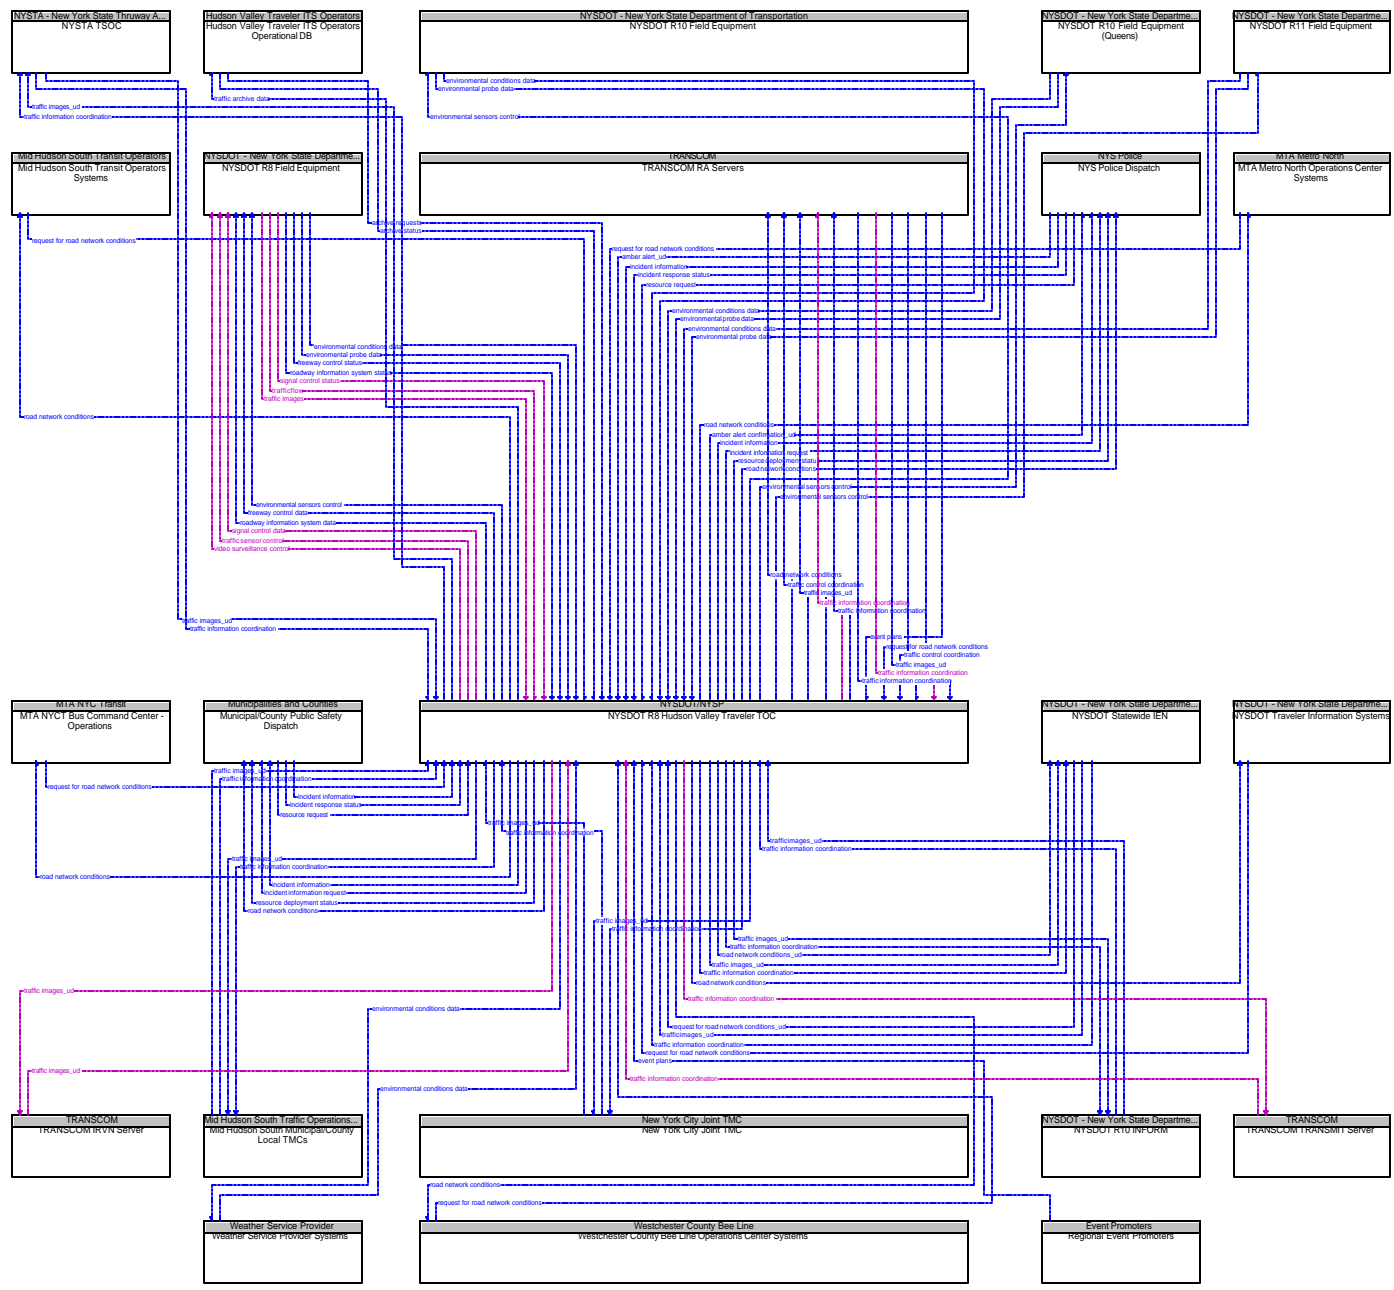 NYSTA - New York State Thruway A...
NYSTA TSOC
Hudson Valley Traveler ITS Operators
Hudson Valley Traveler ITS Operators
Operational DB
NYSDOT - New York State Department of Transportation
NYSDOT R10 Field Equipment
NYSDOT - New York State Departme...
NYSDOT R10 Field Equipment
(Queens)
NYSDOT - New York State Departme...
NYSDOT R11 Field Equipment
environmental conditions data
environmental probe data
traffic archive data
traffic images_ud
traffic information coordination
environmental sensors control
Mid Hudson South Transit Operators
Mid Hudson South Transit Operators
Systems
NYSDOT - New York State Departme...
NYSDOT R8 Field Equipment
TRANSCOM
TRANSCOM RA Servers
NYS Police
NYS Police Dispatch
MTA Metro North
MTA Metro North Operations Center
Systems
archive requests
archive status
request for road network conditions
request for road network conditions
amber alert_ud
incident information
incident response status
resource request
environmental conditions data
environmental probe data
environmental conditions data
environmental probe data
environmental conditions data
environmental probe data
freeway control status
roadway information system status
signal control status
traffic flow
traffic images
road network conditions
road network conditions
amber alert confirmation_ud
incident information
incident information request
resource deployment status
road network conditions
environmental sensors control
environmental sensors control
environmental sensors control
freeway control data
roadway information system data
signal control data
traffic sensor control
video surveillance control
road network conditions
traffic control coordination
traffic images_ud
traffic information coordination
traffic information coordination
traffic images_ud
traffic information coordination
event plans
request for road network conditions
traffic control coordination
traffic images_ud
traffic information coordination
traffic information coordination
MTA NYC Transit
MTA NYCT Bus Command Center -
Operations
Municipalities and Counties
Municipal/County Public Safety
Dispatch
NYSDOT/NYSP
NYSDOT R8 Hudson Valley Traveler TOC
NYSDOT - New York State Departme...
NYSDOT Statewide IEN
NYSDOT - New York State Departme...
NYSDOT Traveler Information Systems
traffic images_ud
traffic information coordination
request for road network conditions
incident information
incident response status
resource request
traffic images_ud
traffic information coordination
traffic images_ud
traffic information coordination
traffic images_ud
traffic information coordination
road network conditions
incident information
incident information request
resource deployment status
road network conditions
traffic images_ud
traffic information coordination
traffic images_ud
traffic information coordination
road network conditions_ud
traffic images_ud
traffic information coordination
road network conditions
traffic images_ud
traffic information coordination
environmental conditions data
request for road network conditions_ud
traffic images_ud
traffic information coordination
request for road network conditions
event plans
traffic images_ud
traffic information coordination
environmental conditions data
TRANSCOM
TRANSCOM IRVN Server
Mid Hudson South Traffic Operations...
Mid Hudson South Municipal/County
Local TMCs
New York City Joint TMC
New York City Joint TMC
NYSDOT - New York State Departme...
NYSDOT R10 INFORM
TRANSCOM
TRANSCOM TRANSMIT Server
road network conditions
request for road network conditions
Weather Service Provider
Weather Service Provider Systems
Westchester County Bee Line
Westchester County Bee Line Operations Center Systems
Event Promoters
Regional Event Promoters